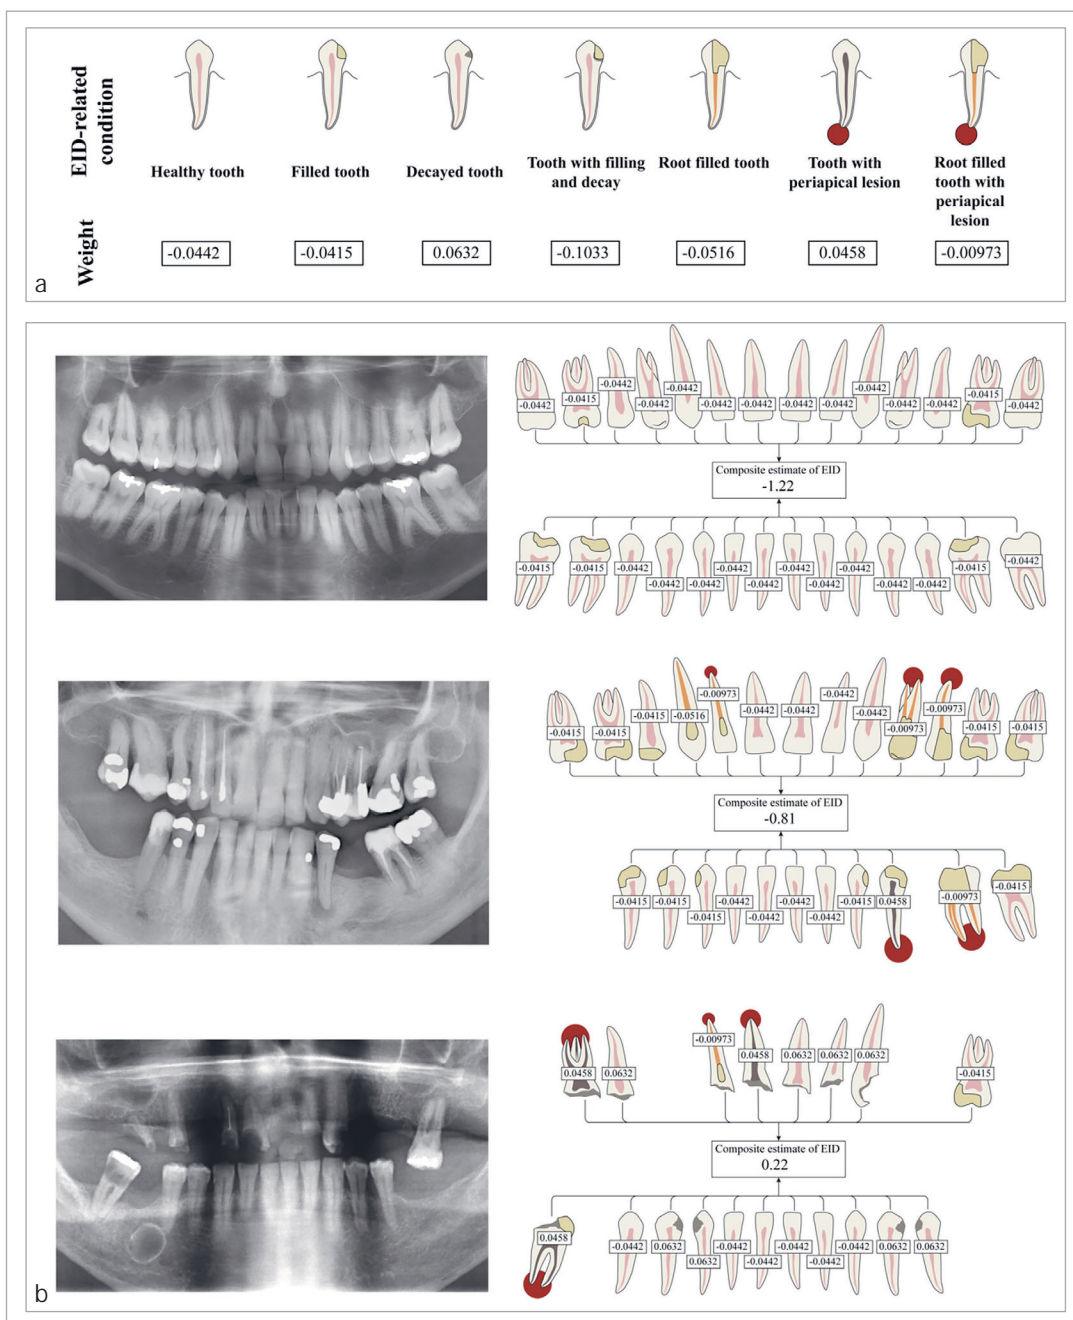 EID-related
condition
Healthy tooth
Filled tooth
Decayed tooth
Tooth with filling
and decay
Root filled tooth
Tooth with
periapical lesion
Root filled
tooth with
periapical
lesion
Weight
-0.0442 -0.0415 0.0632 -0.1033 -0.0516 0.0458 -0.00973
a
-0.0442 -0.0415 -0.0442 -0.0442 -0.0442 -0.0442 -0.0442 -0.0442 -0.0442 -0.0442 -0.0442 -0.0442 -0.0415 -0.0442
Composite estimate of EID
-1.22
-0.0415 -0.0415 -0.0442 -0.0442 -0.0442 -0.0442 -0.0442 -0.0442 -0.0442 -0.0442 -0.0442 -0.0442 -0.0415 -0.0442
-0.0415 -0.0415 -0.0415 -0.0516 -0.00973 -0.0442 -0.0442 -0.0442 -0.0442 -0.00973 -0.00973 -0.0415 -0.0415
Composite estimate of EID
-0.81
-0.0415 -0.0415 -0.0415 -0.0442 -0.0442 -0.0442 -0.0442 -0.0415 0.0458 -0.00973 -0.0415
0.0458 0.0632 -0.00973 0.0458 0.0632 0.0632 0.0632 -0.0415
Composite estimate of EID
0.22
0.0458 -0.0442 0.0632 0.0632 -0.0442 -0.0442 -0.0442 -0.0442 -0.0442 0.0632 0.0632
b